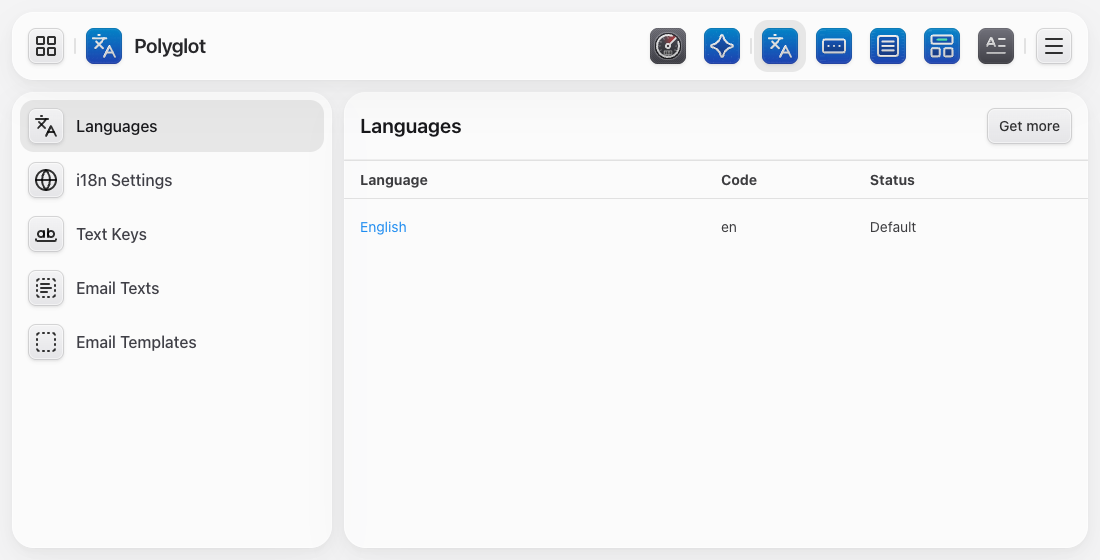 Polyglot
Languages
i18n Settings
Text Keys
Email Texts
Email Templates
Languages
Get more
Language Code Status
English en Default